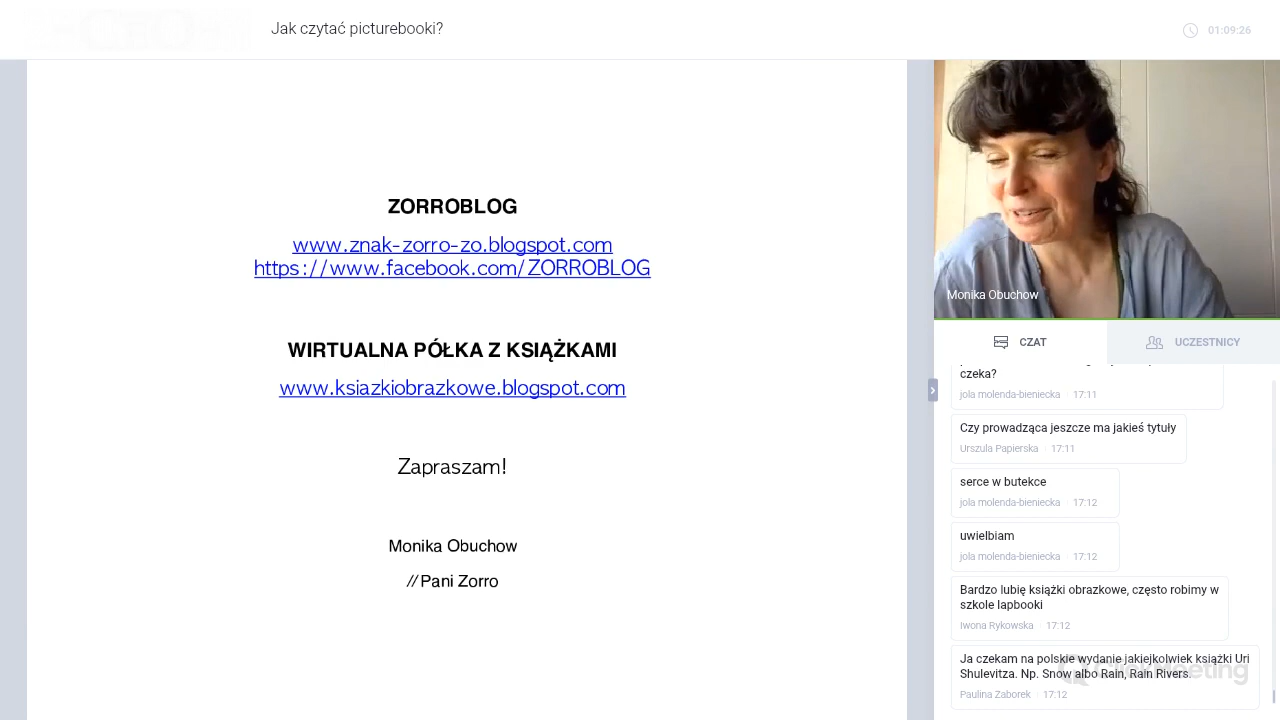 Jak czytać picturebooki?
01:09:26
ZORROBLOG
www.znak-zorro-zo.blogspot.com
https://www.facebook.com/ZORROBLOG
WIRTUALNA PÓŁKA Z KSIĄŻKAMI
www.ksiazkiobrazkowe.blogspot.com
Zapraszam!
Monika Obuchow
//Pani Zorro
Monika Obuchow
CZAT
UCZESTNICY
czeka?
jola molenda-bieniecka 17:11
Czy prowadząca jeszcze ma jakieś tytuły
Urszula Papierska 17:11
serce w butekce
jola molenda-bieniecka 17:12
uwielbiam
jola molenda-bieniecka 17:12
Bardzo lubię książki obrazkowe, często robimy w
szkole lapbooki
Iwona Rykowska 17:12
Ja czekam na polskie wydanie jakiejkolwiek książki Uri
Shulevitza. Np. Snow albo Rain, Rain Rivers.
Paulina Zaborek 17:12
ClickMeeting